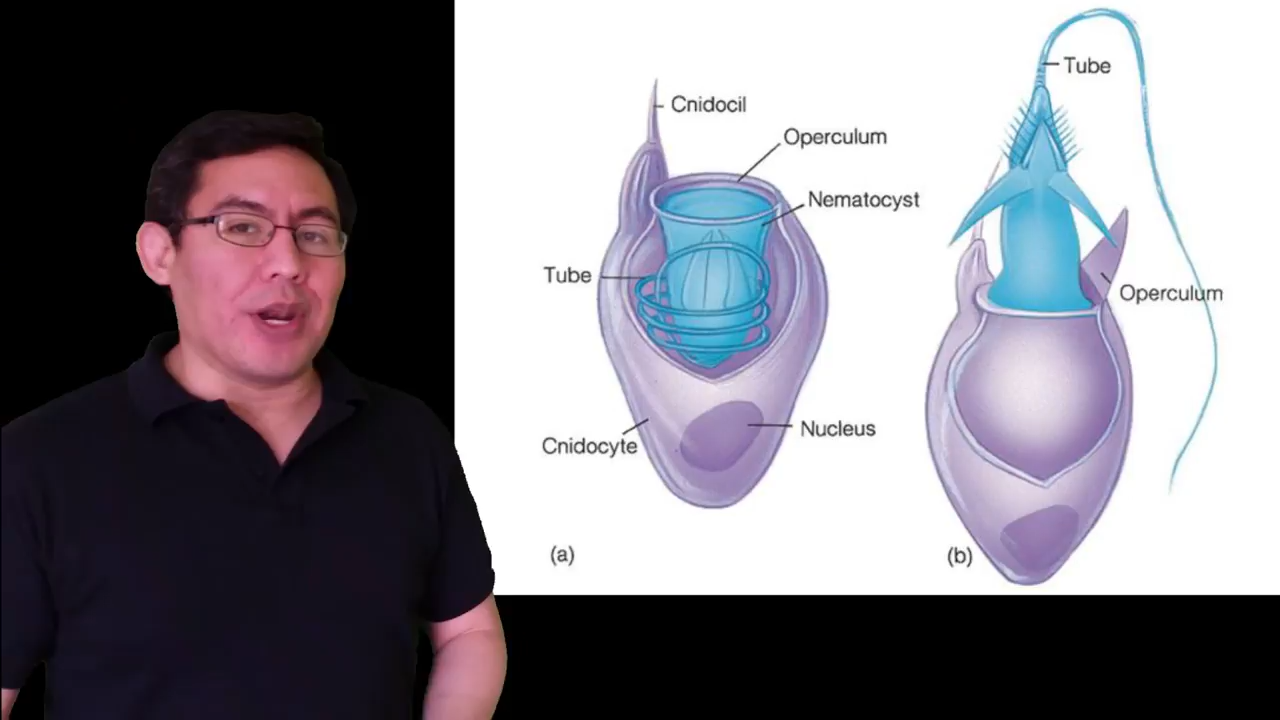 Cnidocil
Operculum
Nematocyst
Tube
Nucleus
Cnidocyte
(a)
Tube
Operculum
(b)